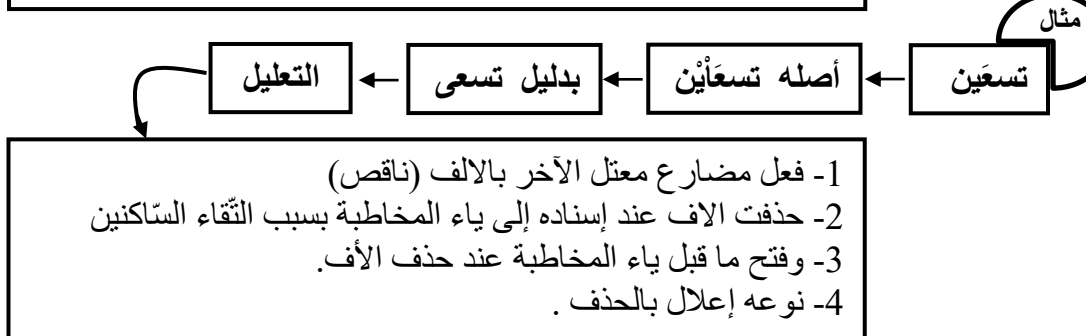 مثال
تسعَين
أصله تسعَاْيْن
بدليل تسعى
التعليل
1- فعل مضارع معتل الآخر بالالف (ناقص)
2- حذفت الاف عند إسناده إلى ياء المخاطبة بسبب التّقاء السّاكنين
3- وفتح ما قبل ياء المخاطبة عند حذف الأف.
4- نوعه إعلال بالحذف .